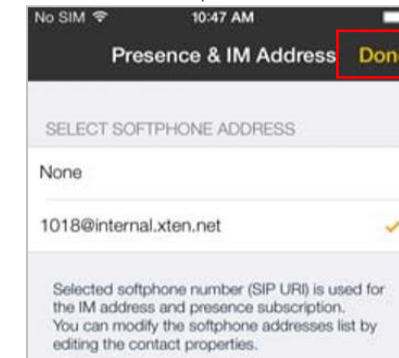 No SIM 10:47 AM
Presence & IM Address Done
SELECT SOFTPHONE ADDRESS
None
1018@internal.xten.net
Selected softphone number (SIP URI) is used for
the IM address and presence subscription.
You can modify the softphone addresses list by
editing the contact properties.